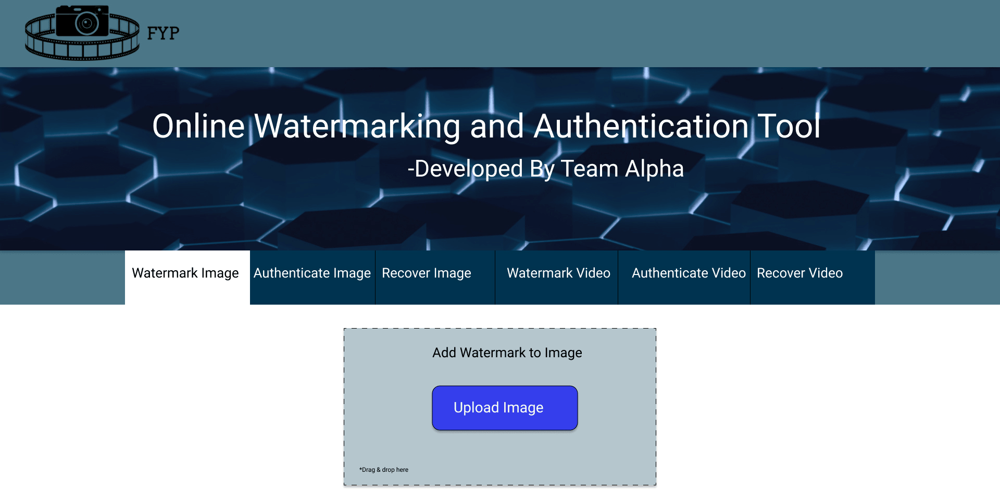 FYP
Online Watermarking and Authentication Tool
-Developed By Team Alpha
Watermark Image
Authenticate Image
Recover Image
Watermark Video
Authenticate Video
Recover Video
Add Watermark to Image
Upload Image
*Drag & drop here